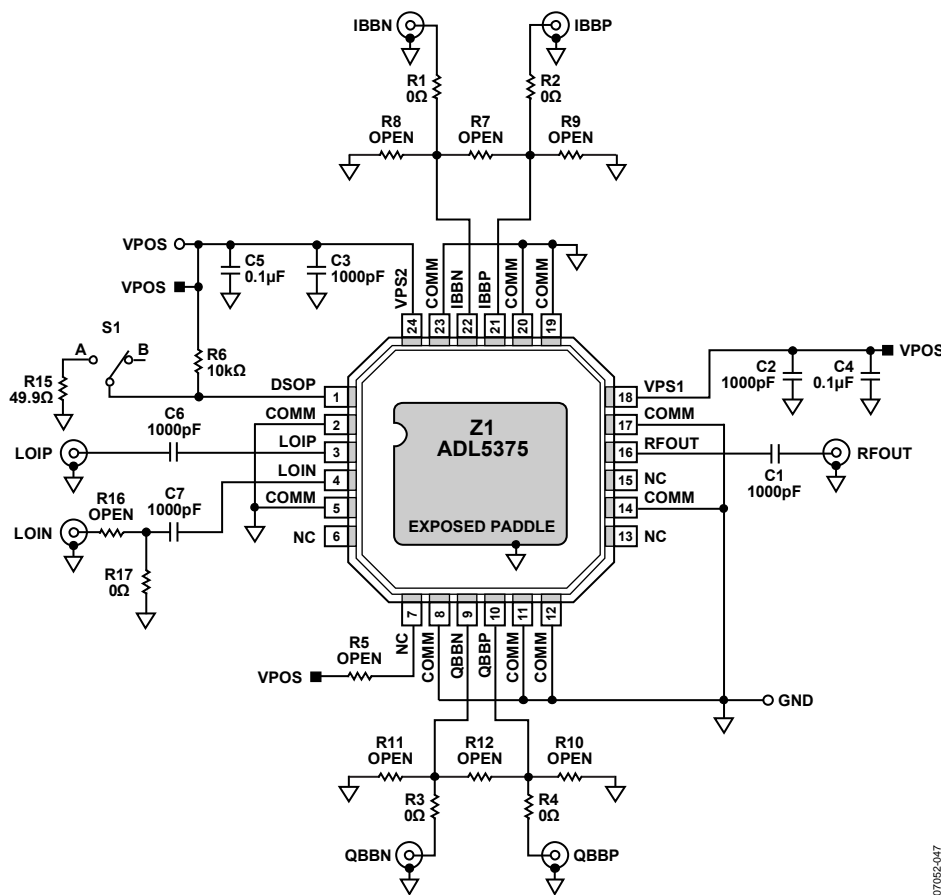 IBBN
IBBP
R1
0Ω
R2
0Ω
R8
OPEN
R7
OPEN
R9
OPEN
VPOS
C5
0.1µF
C3
1000pF
VPS2
COMM
IBBN
IBBP
COMM
COMM
VPOS
24
23
22
21
20
19
S1
A
B
R6
10kΩ
R15
49.9Ω
DSOP
1
VPS1
18
C2
1000pF
C4
0.1µF
VPOS
C6
1000pF
COMM
2
COMM
17
Z1
ADL5375
LOIP
LOIP
3
RFOUT
16
C1
1000pF
RFOUT
LOIN
4
NC
15
C7
1000pF
R16
OPEN
LOIN
COMM
5
COMM
14
EXPOSED PADDLE
NC
6
NC
13
R17
0Ω
7
8
9
10
11
12
NC
COMM
QBBN
QBBP
COMM
COMM
R5
OPEN
VPOS
GND
R11
OPEN
R12
OPEN
R10
OPEN
R3
0Ω
R4
0Ω
QBBN
QBBP
07052-047